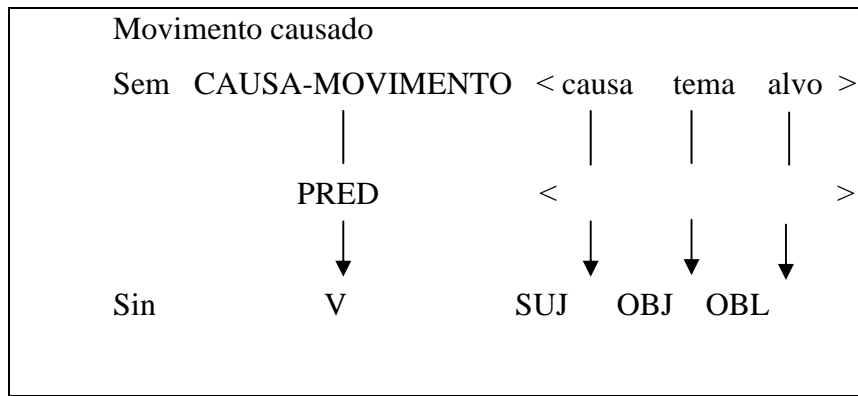 Movimento causado
Sem CAUSA-MOVIMENTO < causa tema alvo >
PRED < >
Sin V SUJ OBJ OBL